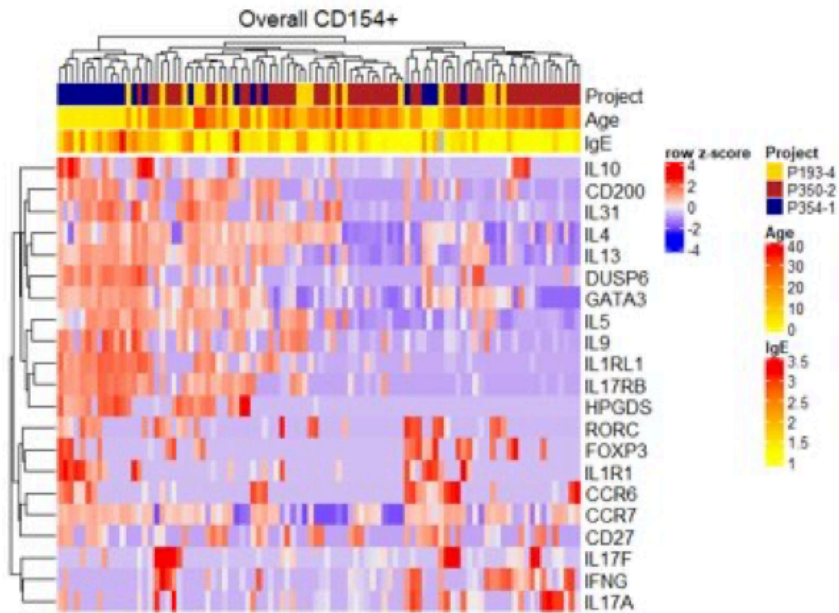 Overall CD154+
Project
Age
IgE
IL10
CD200
IL31
IL4
IL13
DUSP6
GATA3
IL5
IL9
IL1RL1
IL17RB
HPGDS
RORC
FOXP3
IL1R1
CCR6
CCR7
CD27
IL17F
IFNG
IL17A
row z-score
4
2
0
-2
-4
Project
P193-4
P350-2
P354-1
Age
40
30
20
10
0
IgE
3.5
3
2.5
2
1.5
1